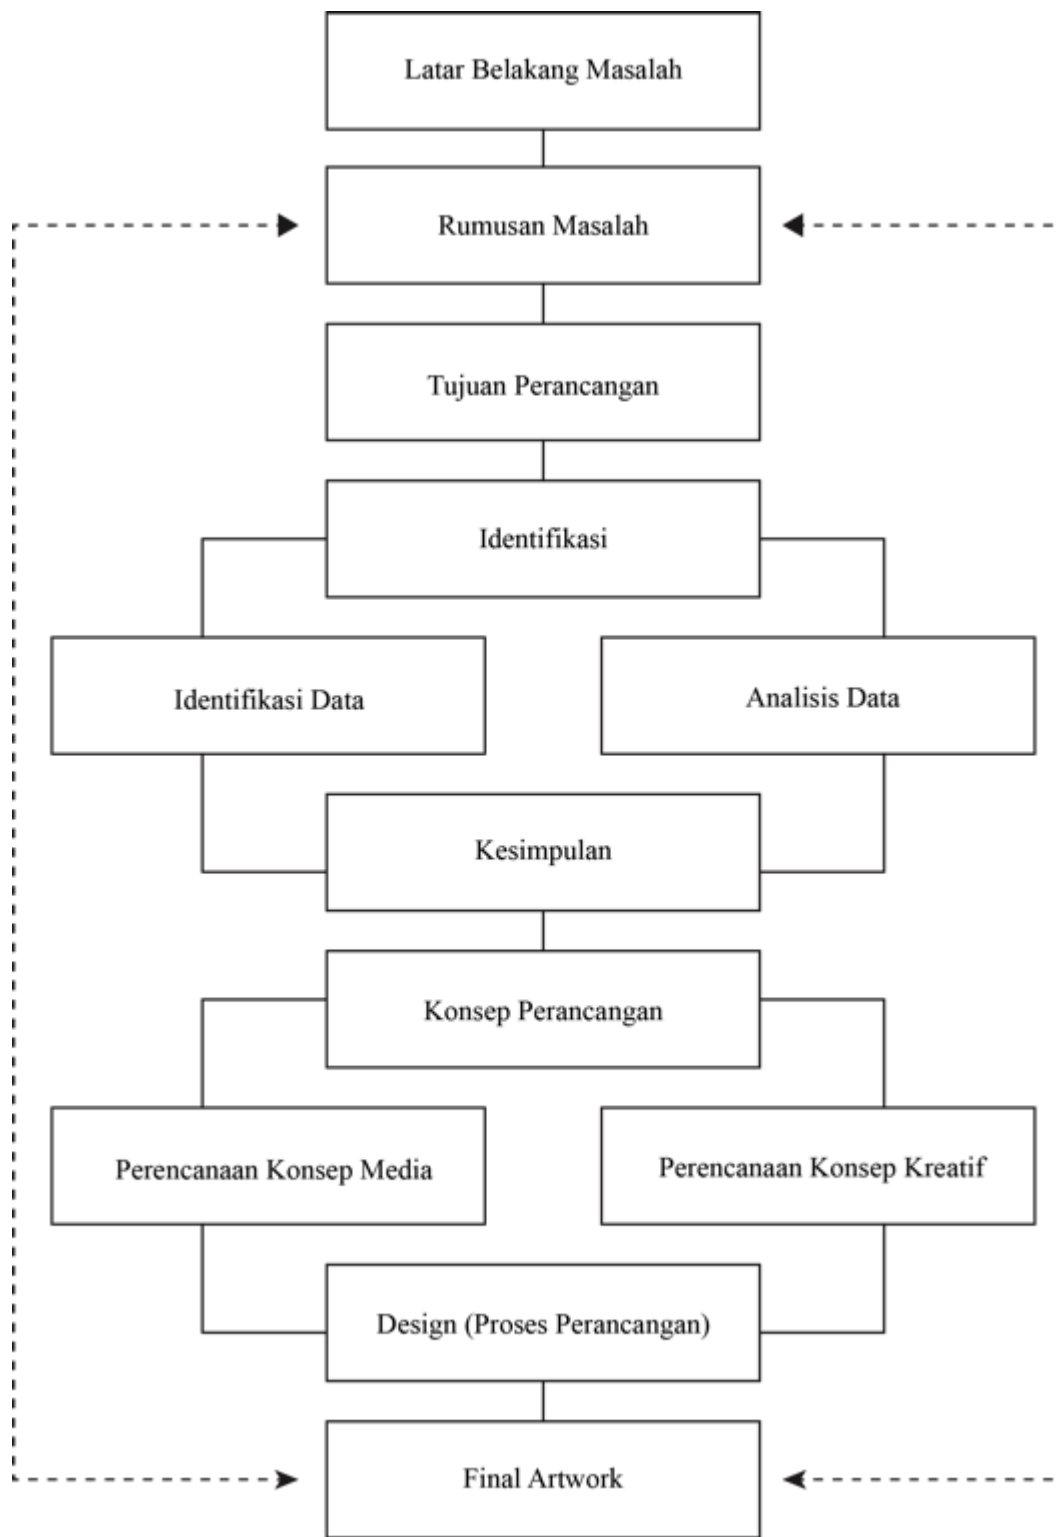 Latar Belakang Masalah
Rumusan Masalah
Tujuan Perancangan
Identifikasi
Identifikasi Data
Analisis Data
Kesimpulan
Konsep Perancangan
Perencanaan Konsep Media
Perencanaan Konsep Kreatif
Design (Proses Perancangan)
Final Artwork